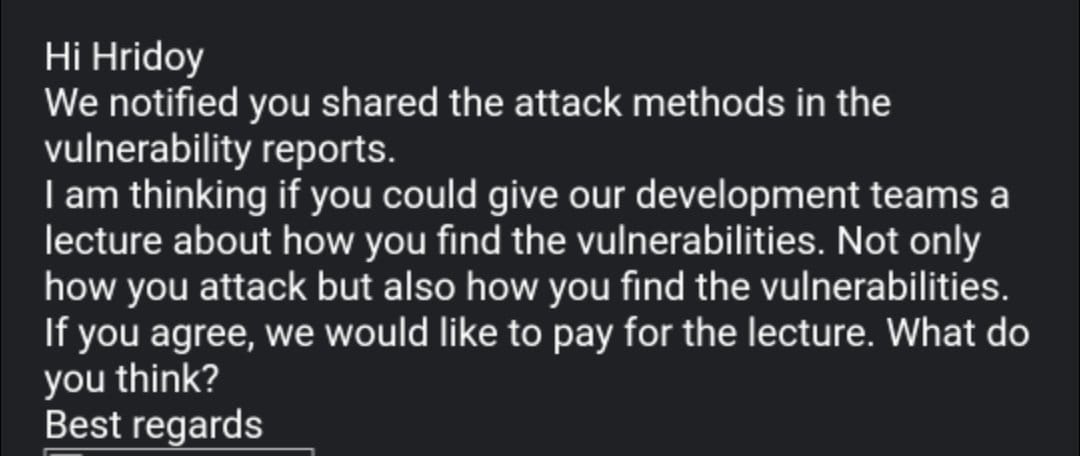 Hi Hridoy
We notified you shared the attack methods in the
vulnerability reports.
I am thinking if you could give our development teams a
lecture about how you find the vulnerabilities. Not only
how you attack but also how you find the vulnerabilities.
If you agree, we would like to pay for the lecture. What do
you think?
Best regards